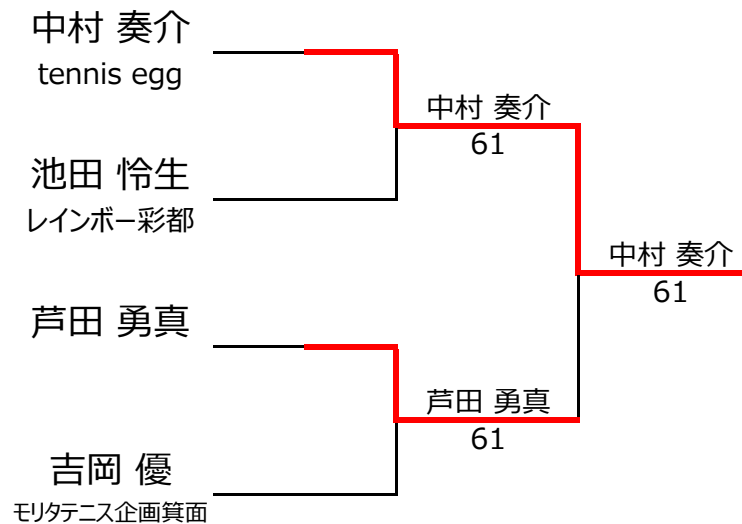 中村 奏介
tennis egg
中村 奏介
61
池田 怜生
レインボー彩都
中村 奏介
61
芦田 勇真
芦田 勇真
61
吉岡 優
モリタテニス企画箕面